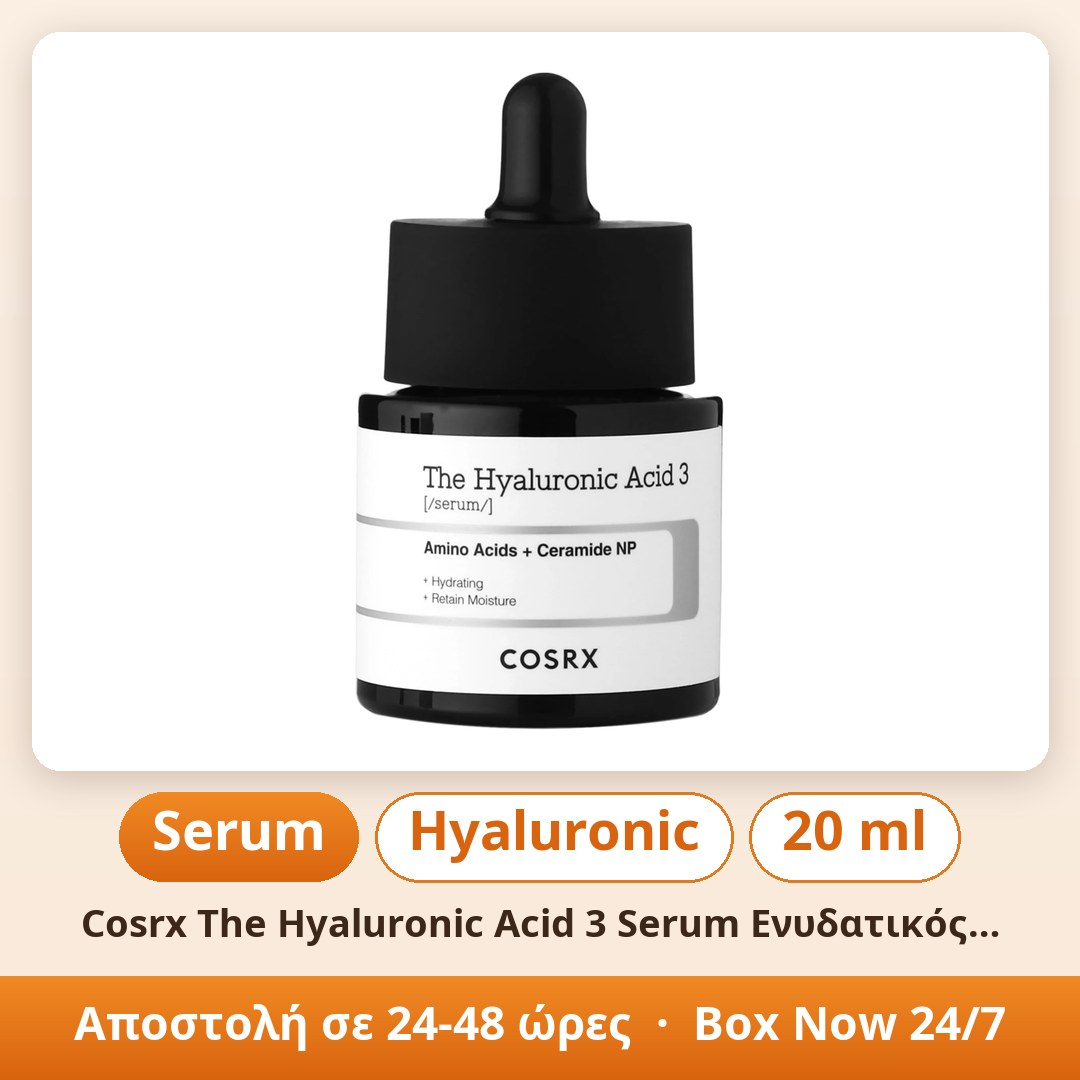 The Hyaluronic Acid 3
[/serum/]
Amino Acids + Ceramide NP
+ Hydrating
+ Retain Moisture
COSRX
Serum
Hyaluronic
20 ml
Cosrx The Hyaluronic Acid 3 Serum Ενυδατικός...
Αποστολή σε 24-48 ώρες · Box Now 24/7